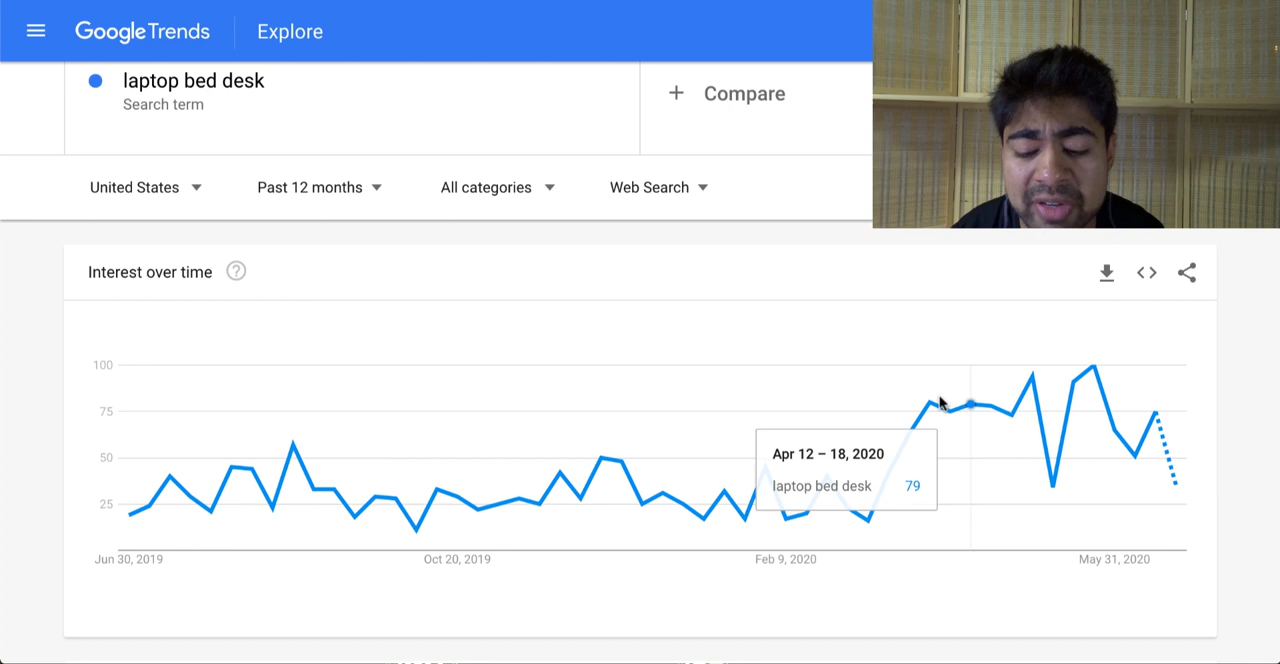 Google Trends Explore
laptop bed desk
Search term
+ Compare
United States Past 12 months All categories Web Search
Interest over time ?
100
75
50
25
Apr 12 – 18, 2020
laptop bed desk 79
Jun 30, 2019 Oct 20, 2019 Feb 9, 2020 May 31, 2020